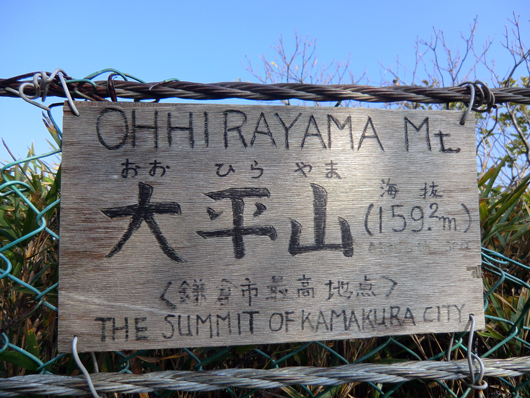 OHHIRAYAMA Mt.
おお ひら やま
大平山
海抜
(159.2m)
〈鎌倉市最高地点〉
THE SUMMIT OF KAMAKURA CITY